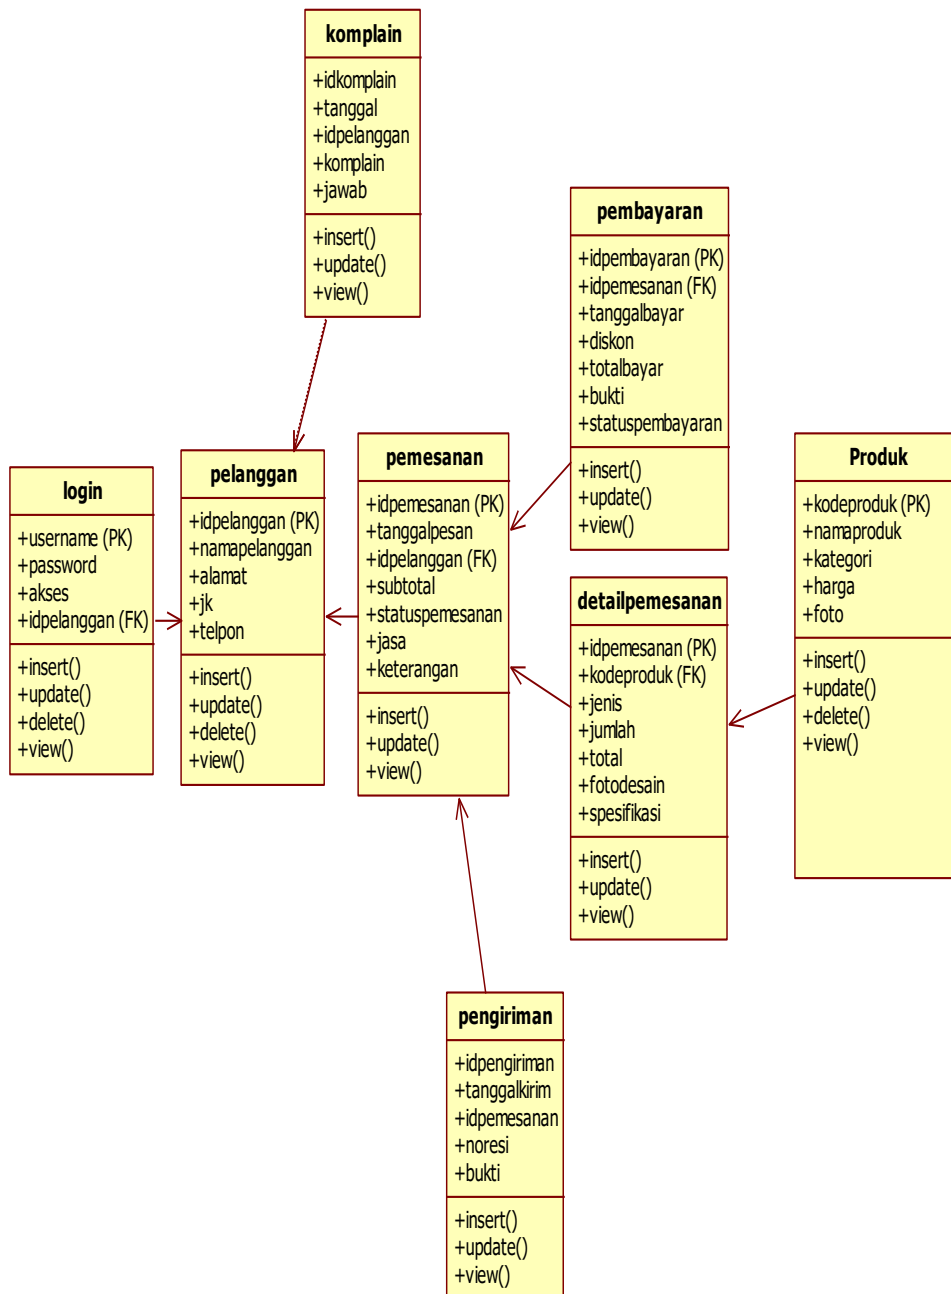 komplain
+idkomplain
+tanggal
+idpelanggan
+komplain
+jawab
+insert()
+update()
+view()
pembayaran
+idpembayaran (PK)
+idpemesanan (FK)
+tanggalbayar
+diskon
+totalbayar
+bukti
+statuspembayaran
+insert()
+update()
+view()
login
+username (PK)
+password
+akses
+idpelanggan (FK)
+insert()
+update()
+delete()
+view()
pelanggan
+idpelanggan (PK)
+namapelanggan
+alamat
+jk
+telpon
+insert()
+update()
+delete()
+view()
pemesanan
+idpemesanan (PK)
+tanggalpesan
+idpelanggan (FK)
+subtotal
+statuspemesanan
+jasa
+keterangan
+insert()
+update()
+view()
detailpemesanan
+idpemesanan (PK)
+kodeproduk (FK)
+jenis
+jumlah
+total
+fotodesain
+spesifikasi
+insert()
+update()
+view()
Produk
+kodeproduk (PK)
+namaproduk
+kategori
+harga
+foto
+insert()
+update()
+delete()
+view()
pengiriman
+idpengiriman
+tanggalkirim
+idpemesanan
+noresi
+bukti
+insert()
+update()
+view()